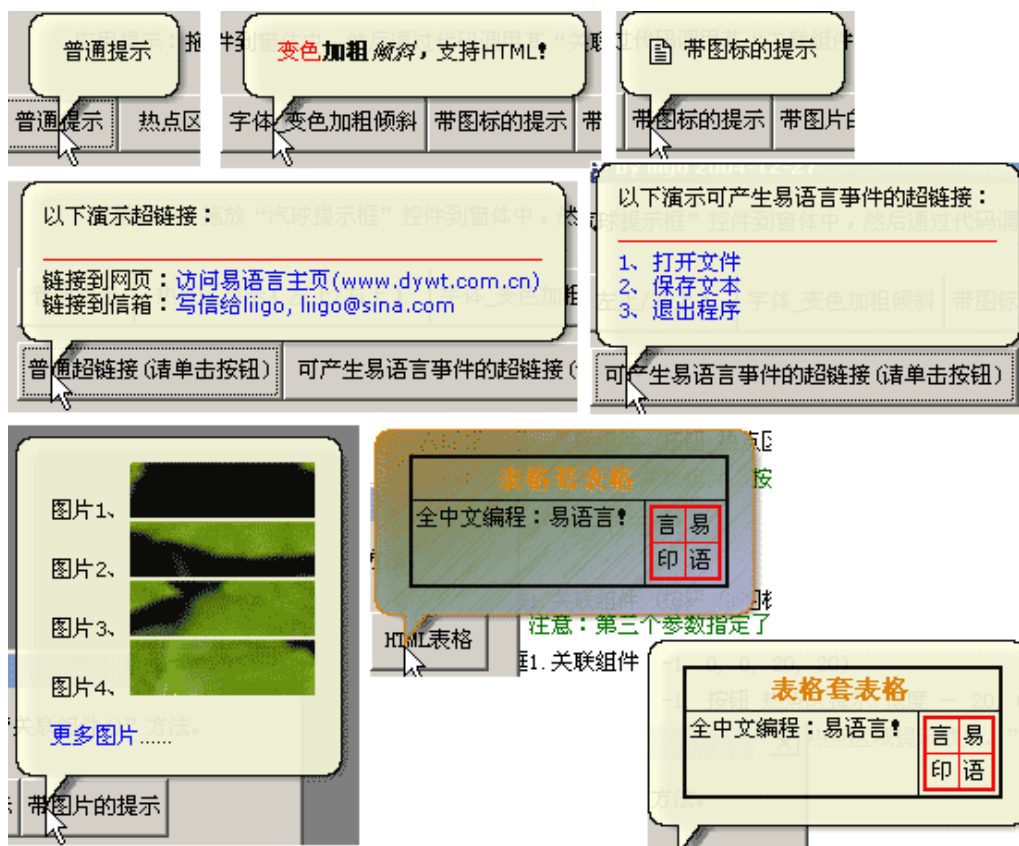 普通提示
普通提示
热点区
变色加粗倾斜，支持HTML！
字体_变色加粗倾斜
带图标的提示
带
带图标的提示
带图标的提示
带图片的
以下演示超链接：
链接到网页：访问易语言主页(www.dywt.com.cn)
链接到信箱：写信给liigo, liigo@sina.com
普通超链接(请单击按钮)
可产生易语言事件的超链接(
by liigo 2004-12-27
以下演示可产生易语言事件的超链接：
1、打开文件
2、保存文本
3、退出程序
可产生易语言事件的超链接(请单击按钮)
图片1、
图片2、
图片3、
图片4、
更多图片......
带图片的提示
表格套表格
全中文编程：易语言！
言 易
印 语
HTML表格
注意：第三个参数指定了
框1.关联组件
表格套表格
全中文编程：易语言！
言 易
印 语